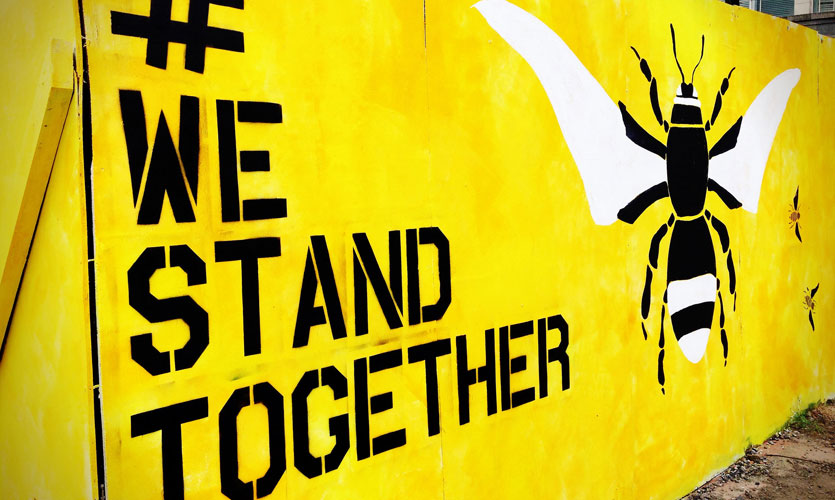 #
WE
STAND
TOGETHER